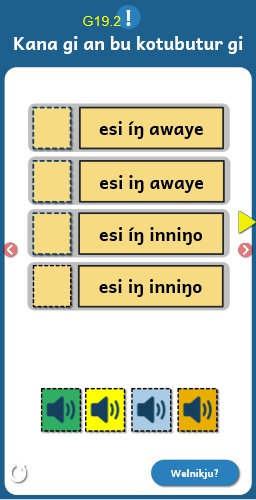 G19.2 !
Kana gi an bu kotubutur gi
esi íŋ awaye
esi iŋ awaye
esi íŋ inniŋo
esi iŋ inniŋo
Welnikju?